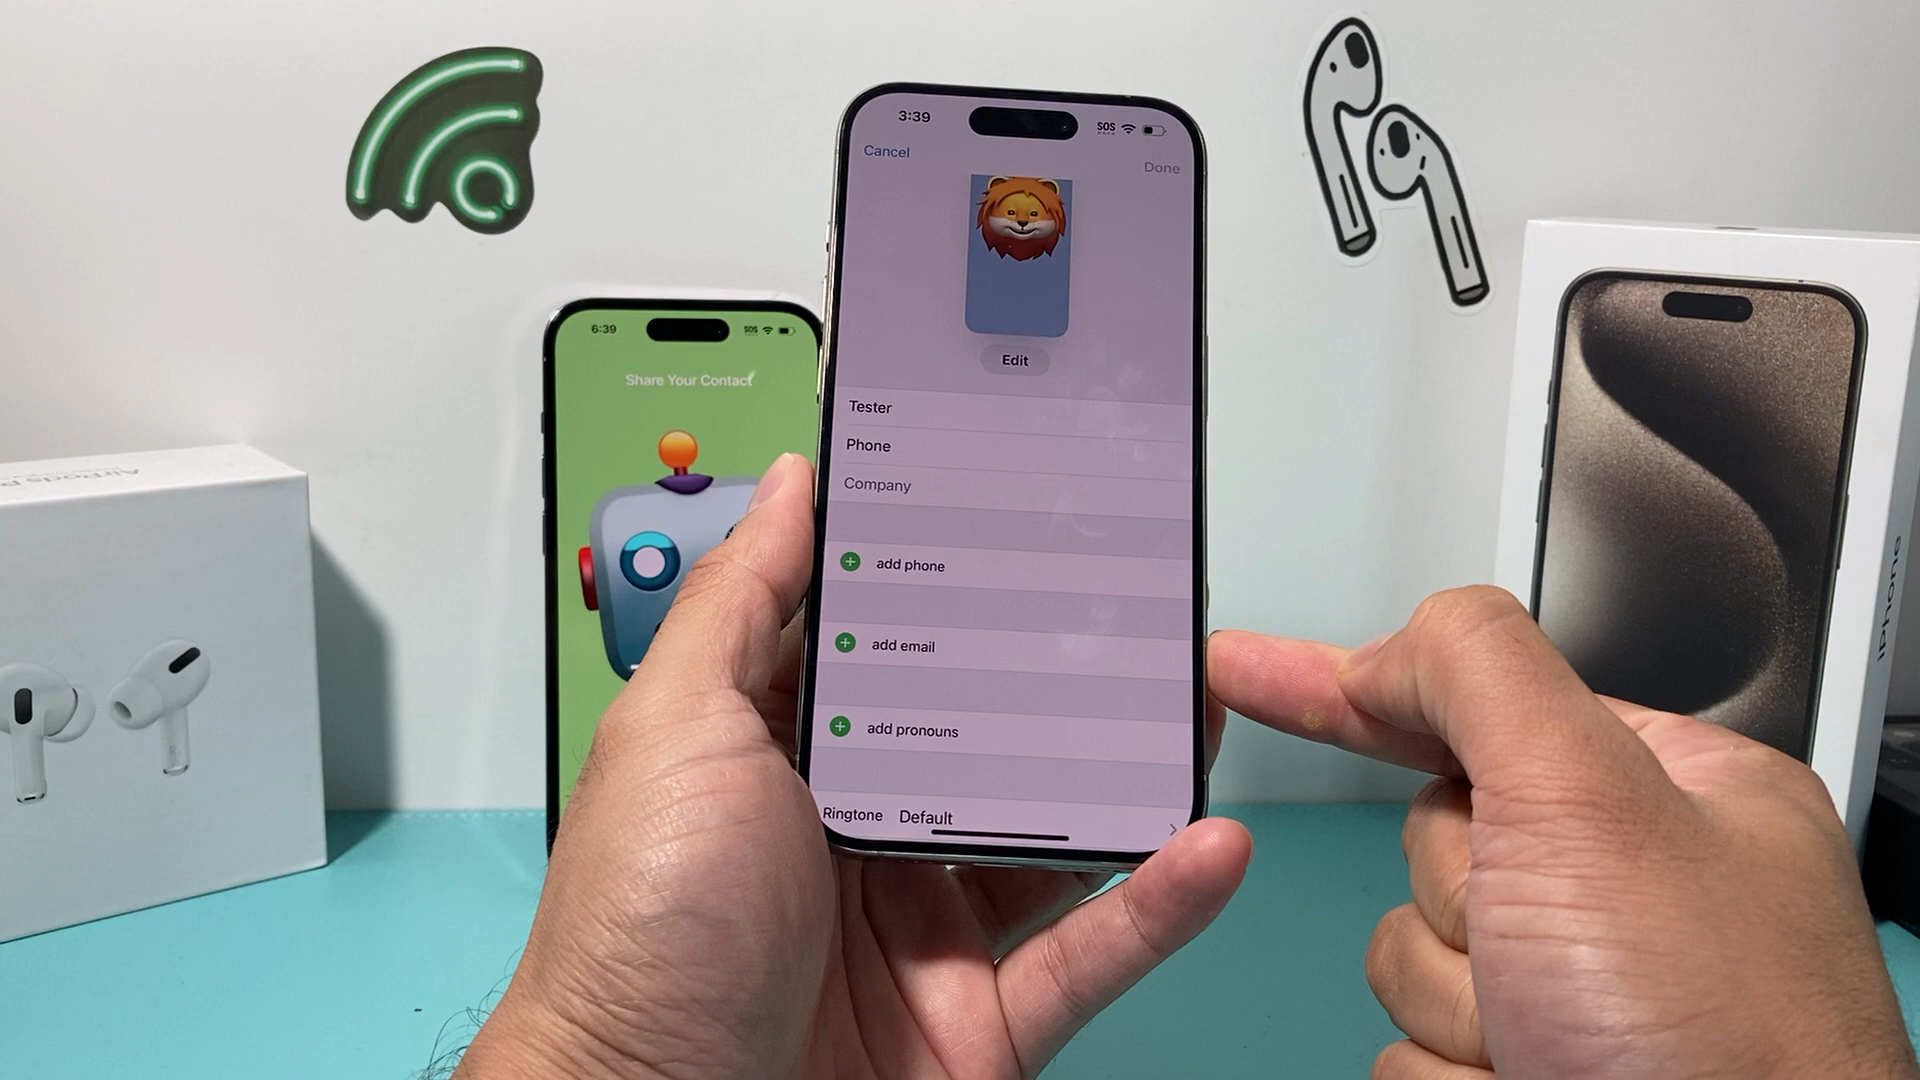 3:39
SOS
Cancel
Done
Edit
Tester
Phone
Company
add phone
add email
add pronouns
Ringtone Default
6:39
SOS
Share Your Contact
AirPods P
iPhone